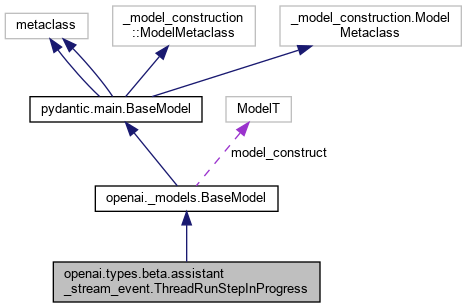 metaclass
_model_construction
::ModelMetaclass
_model_construction.Model
Metaclass
pydantic.main.BaseModel
ModelT
model_construct
openai._models.BaseModel
openai.types.beta.assistant
_stream_event.ThreadRunStepInProgress